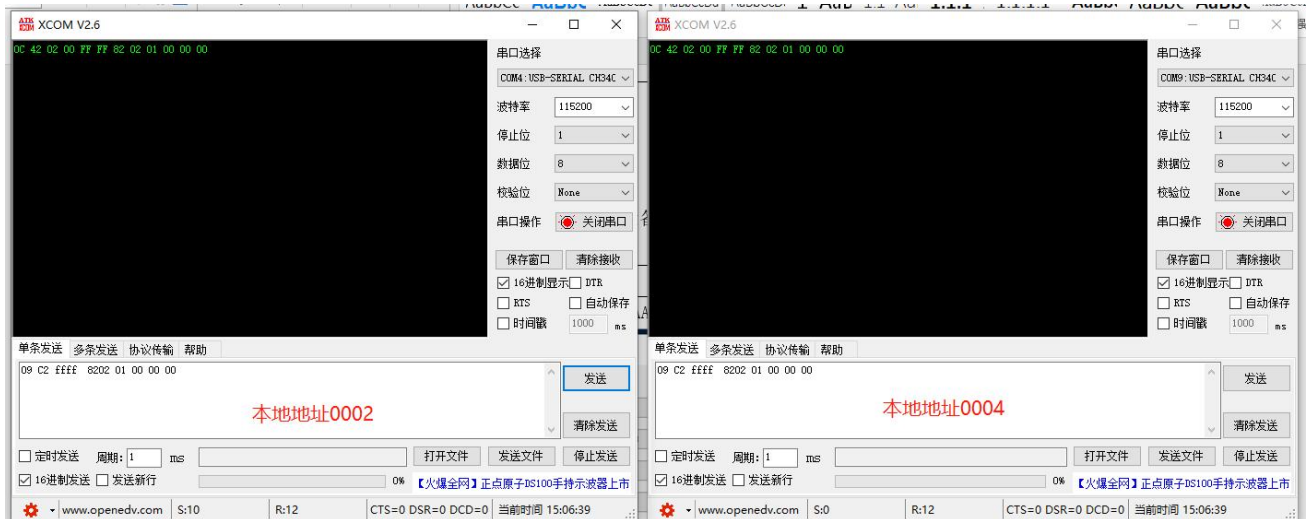 XCOM V2.6
0C 42 02 00 FF FF 82 02 01 00 00 00
串口选择
COM4:USB-SERIAL CH34C
波特率 115200
停止位 1
数据位 8
校验位 None
串口操作 关闭串口
保存窗口 清除接收
16进制显示 DTR
RTS 自动保存
时间戳 1000 ms
单条发送 多条发送 协议传输 帮助
09 C2 ffff 8202 01 00 00 00
发送
本地地址0002
清除发送
定时发送 周期: 1 ms 打开文件 发送文件 停止发送
16进制发送 发送新行 0% 【火爆全网】正点原子DS100手持示波器上市
www.openedv.com S:10 R:12 CTS=0 DSR=0 DCD=0 当前时间 15:06:39
XCOM V2.6
0C 42 02 00 FF FF 82 02 01 00 00 00
串口选择
COM9:USB-SERIAL CH34C
波特率 115200
停止位 1
数据位 8
校验位 None
串口操作 关闭串口
保存窗口 清除接收
16进制显示 DTR
RTS 自动保存
时间戳 1000 ms
单条发送 多条发送 协议传输 帮助
09 C2 ffff 8202 01 00 00 00
发送
本地地址0004
清除发送
定时发送 周期: 1 ms 打开文件 发送文件 停止发送
16进制发送 发送新行 0% 【火爆全网】正点原子DS100手持示波器上市
www.openedv.com S:0 R:12 CTS=0 DSR=0 DCD=0 当前时间 15:06:39